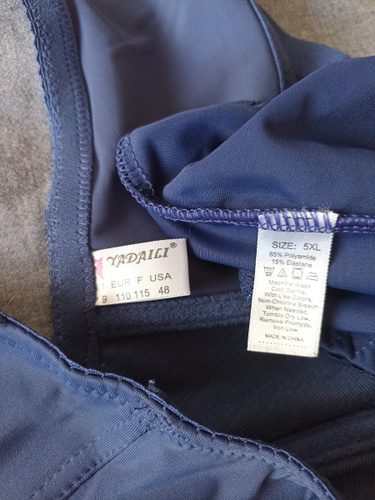 YADAILI®
EUR F USA
9 110 115 48
SIZE: 5XL
85% Polyamide
15% Elastane
Machine Wash
Cold Gentle,
With Like Colors,
Non-Chlorine Bleach
When Needed,
Tumble Dry Low,
Remove Promptly,
Iron Low
MADE IN CHINA